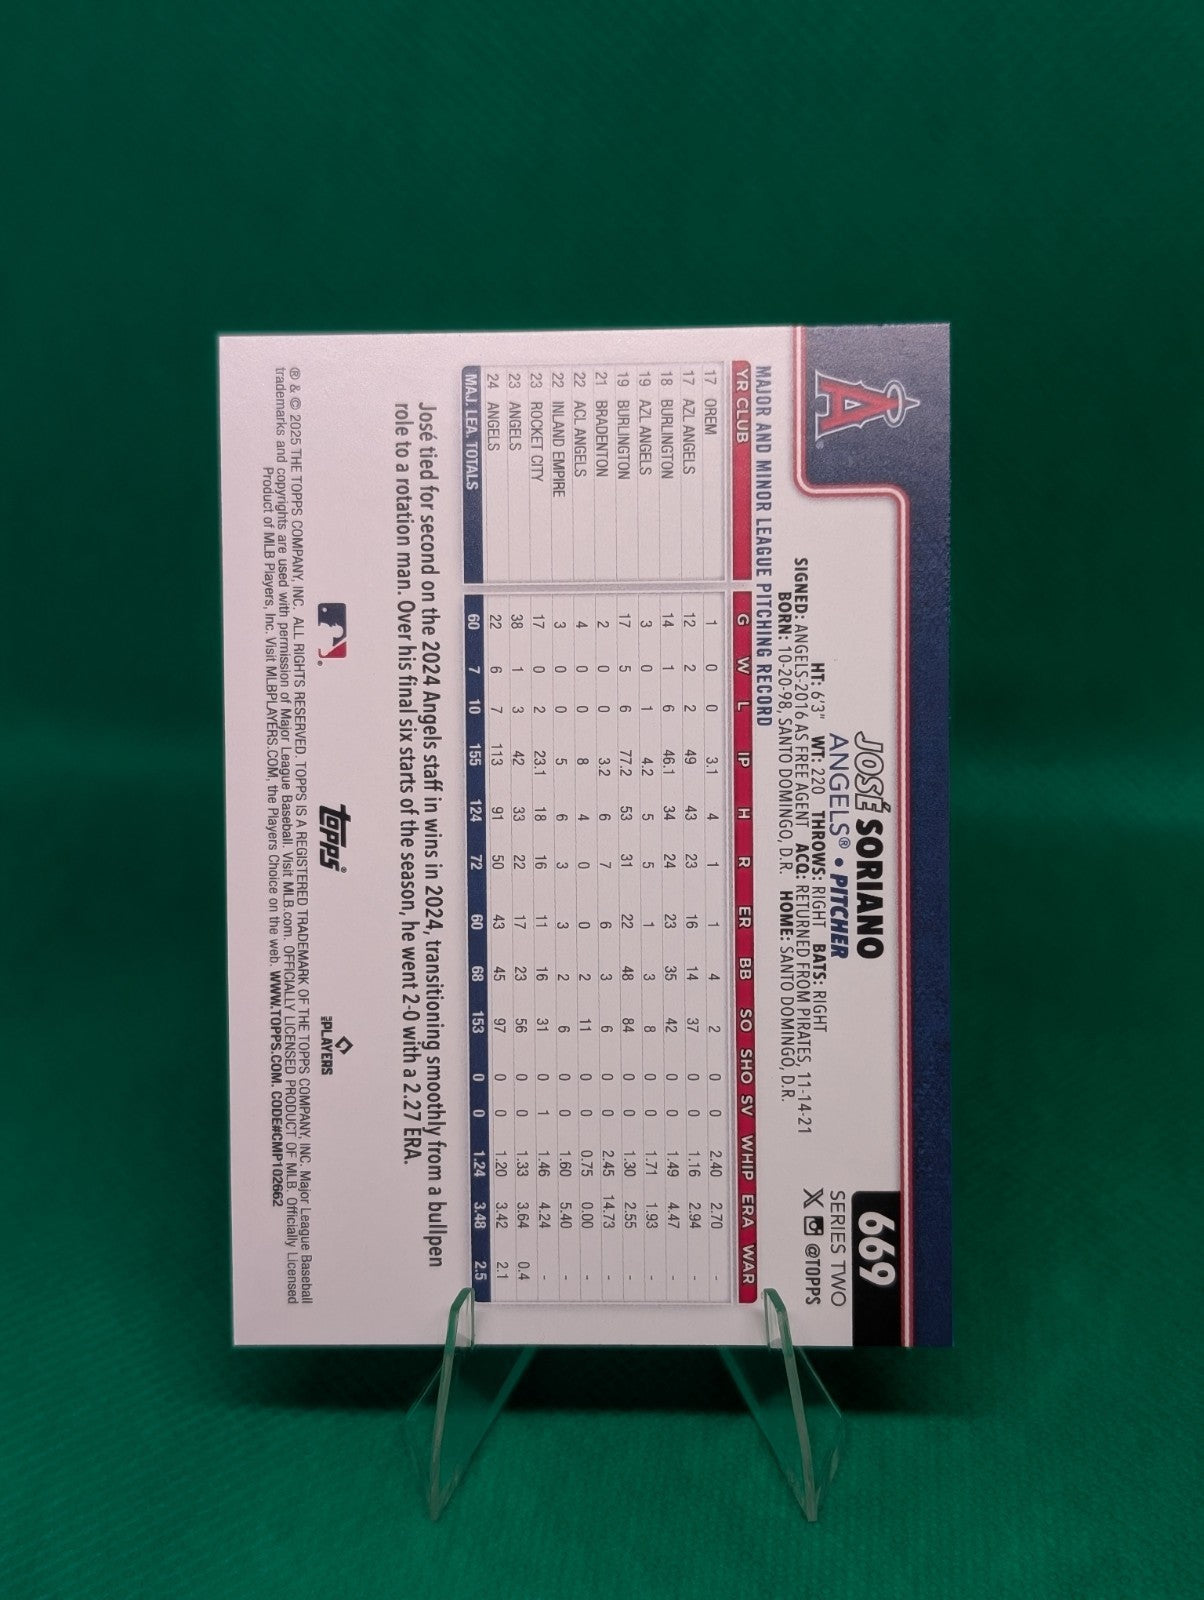 A
JOSÉ SORIANO
ANGELS® • PITCHER
669
SERIES TWO
@TOPPS
HT: 6'3" WT: 220 THROWS: RIGHT BATS: RIGHT
SIGNED: ANGELS-2016 AS FREE AGENT ACQ: RETURNED FROM PIRATES, 11-14-21
BORN: 10-20-98, SANTO DOMINGO, D.R. HOME: SANTO DOMINGO, D.R.
MAJOR AND MINOR LEAGUE PITCHING RECORD
YR CLUB G W L IP H R ER BB SO SHO SV WHIP ERA WAR
17 OREM 1 0 0 3.1 4 1 1 4 2 0 0 2.40 2.70 -
17 AZL ANGELS 12 2 2 49 43 23 16 14 37 0 0 1.16 2.94 -
18 BURLINGTON 14 1 6 46.1 34 24 23 35 42 0 0 1.49 4.47 -
19 AZL ANGELS 3 0 1 4.2 5 5 1 3 8 0 0 1.71 1.93 -
19 BURLINGTON 17 5 6 77.2 53 31 22 48 84 0 0 1.30 2.55 -
21 BRADENTON 2 0 0 3.2 6 7 6 3 6 0 0 2.45 14.73 -
22 ACL ANGELS 4 0 0 8 4 0 0 2 11 0 0 0.75 0.00 -
22 INLAND EMPIRE 3 0 0 5 6 3 3 2 6 0 0 1.60 5.40 -
23 ROCKET CITY 17 0 2 23.1 18 16 11 16 31 0 1 1.46 4.24 -
23 ANGELS 38 1 3 42 33 22 17 23 56 0 0 1.33 3.64 0.4
24 ANGELS 22 6 7 113 91 50 43 45 97 0 0 1.20 3.42 2.1
MAJ. LEA. TOTALS 60 7 10 155 124 72 60 68 153 0 0 1.24 3.48 2.5
José tied for second on the 2024 Angels staff in wins in 2024, transitioning smoothly from a bullpen
role to a rotation man. Over his final six starts of the season, he went 2-0 with a 2.27 ERA.
topps®
MLB PLAYERS
® & © 2025 THE TOPPS COMPANY, INC. ALL RIGHTS RESERVED. TOPPS IS A REGISTERED TRADEMARK OF THE TOPPS COMPANY, INC. Major League Baseball
trademarks and copyrights are used with permission of Major League Baseball. Visit MLB.com. OFFICIALLY LICENSED PRODUCT OF MLB. Officially Licensed
Product of MLB Players, Inc. Visit MLBPLAYERS.COM, the Players Choice on the web. WWW.TOPPS.COM. CODE#CMP102662